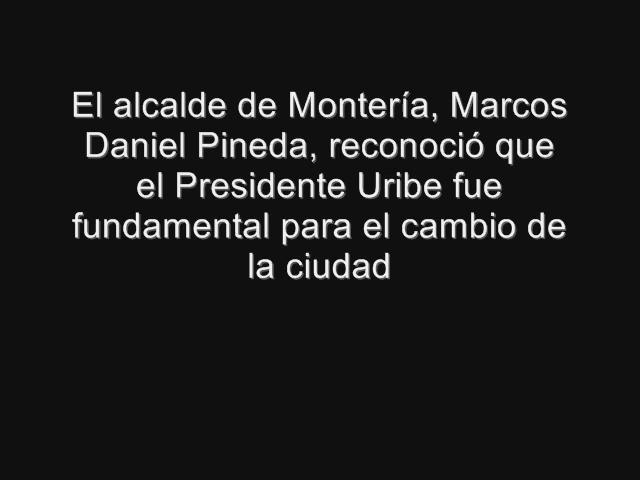 El alcalde de Montería, Marcos
Daniel Pineda, reconoció que
el Presidente Uribe fue
fundamental para el cambio de
la ciudad